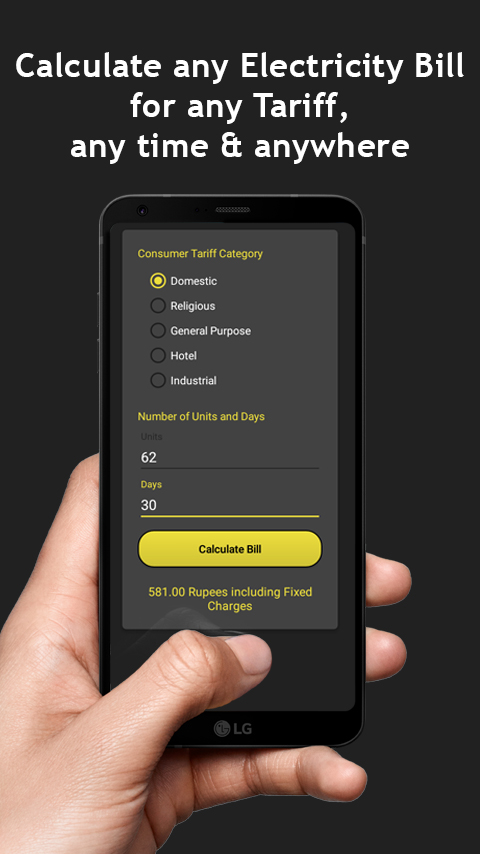 Calculate any Electricity Bill
for any Tariff,
any time & anywhere
Consumer Tariff Category
Domestic
Religious
General Purpose
Hotel
Industrial
Number of Units and Days
Units
62
Days
30
Calculate Bill
581.00 Rupees including Fixed
Charges
LG